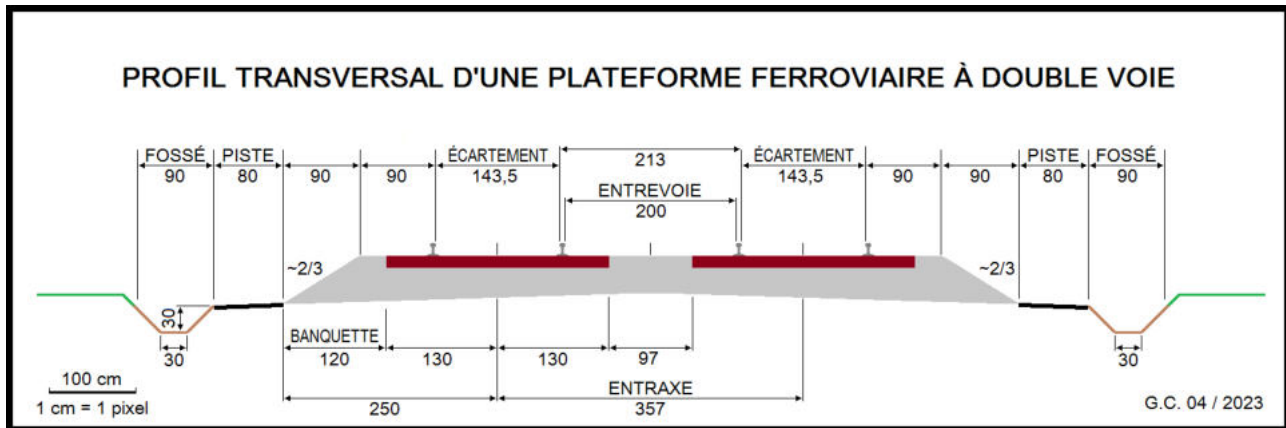 PROFIL TRANSVERSAL D'UNE PLATEFORME FERROVIAIRE À DOUBLE VOIE
FOSSÉ PISTE ÉCARTEMENT 213 ÉCARTEMENT PISTE FOSSÉ
90 80 90 90 143,5 143,5 90 90 80 90
ENTREVOIE
200
~2/3 ~2/3
30
30 BANQUETTE 30
120 130 130 97
100 cm ENTRAXE
1 cm = 1 pixel 250 357 G.C. 04 / 2023